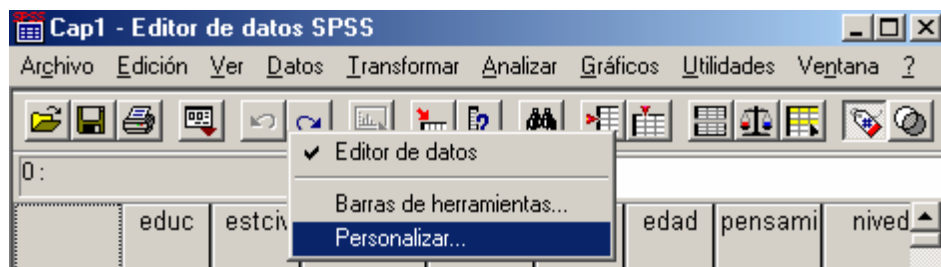 Cap1 - Editor de datos SPSS
Archivo Edición Ver Datos Transformar Analizar Gráficos Utilidades Ventana ?
Editor de datos
0:
Barras de herramientas...
educ estciv edad pensami nived
Personalizar...